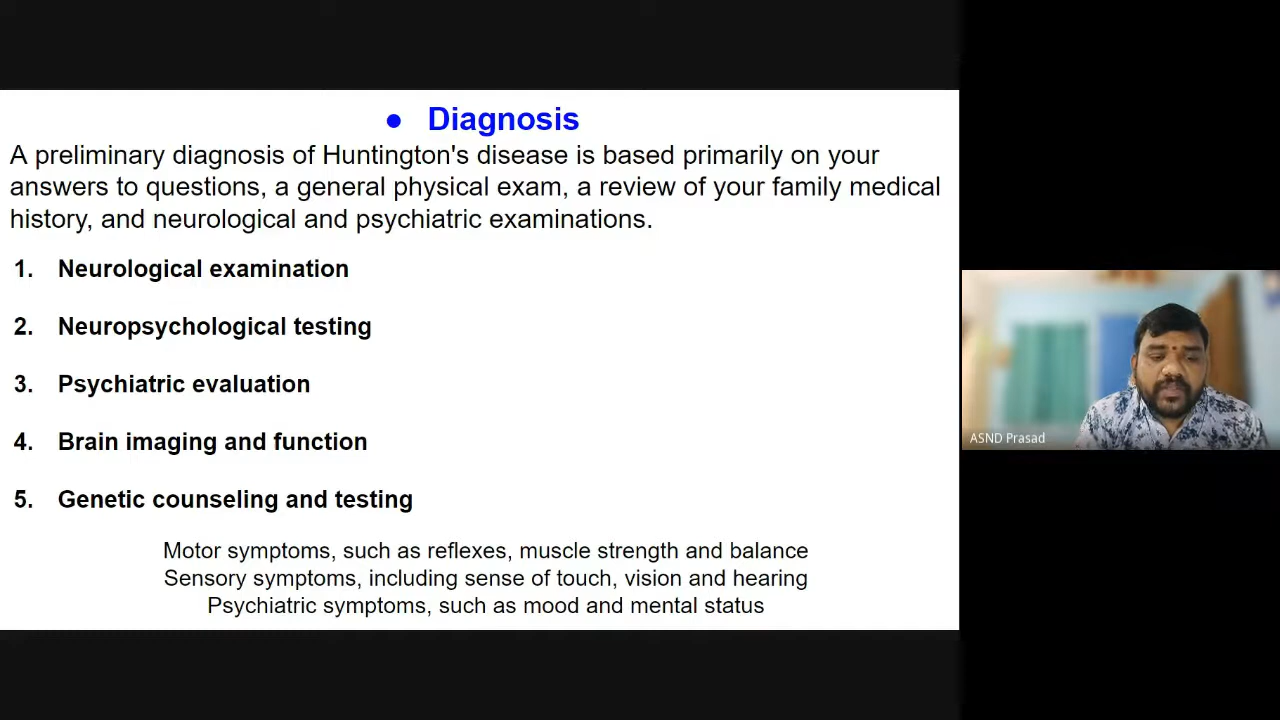 ● Diagnosis
A preliminary diagnosis of Huntington's disease is based primarily on your
answers to questions, a general physical exam, a review of your family medical
history, and neurological and psychiatric examinations.
1. Neurological examination
2. Neuropsychological testing
3. Psychiatric evaluation
4. Brain imaging and function
5. Genetic counseling and testing
Motor symptoms, such as reflexes, muscle strength and balance
Sensory symptoms, including sense of touch, vision and hearing
Psychiatric symptoms, such as mood and mental status
ASND Prasad